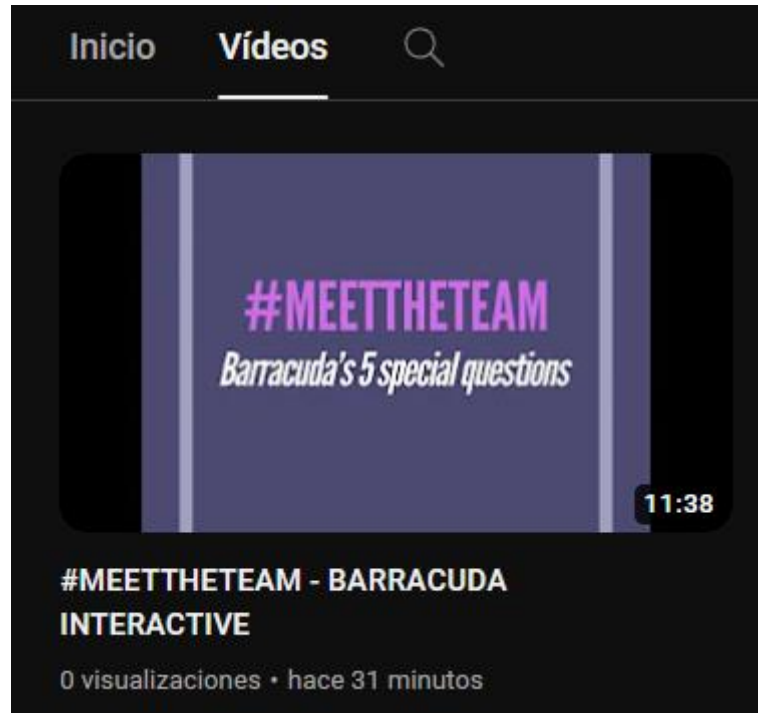 Inicio Vídeos
#MEETTHETEAM
Barracuda's 5 special questions
11:38
#MEETTHETEAM - BARRACUDA
INTERACTIVE
0 visualizaciones • hace 31 minutos